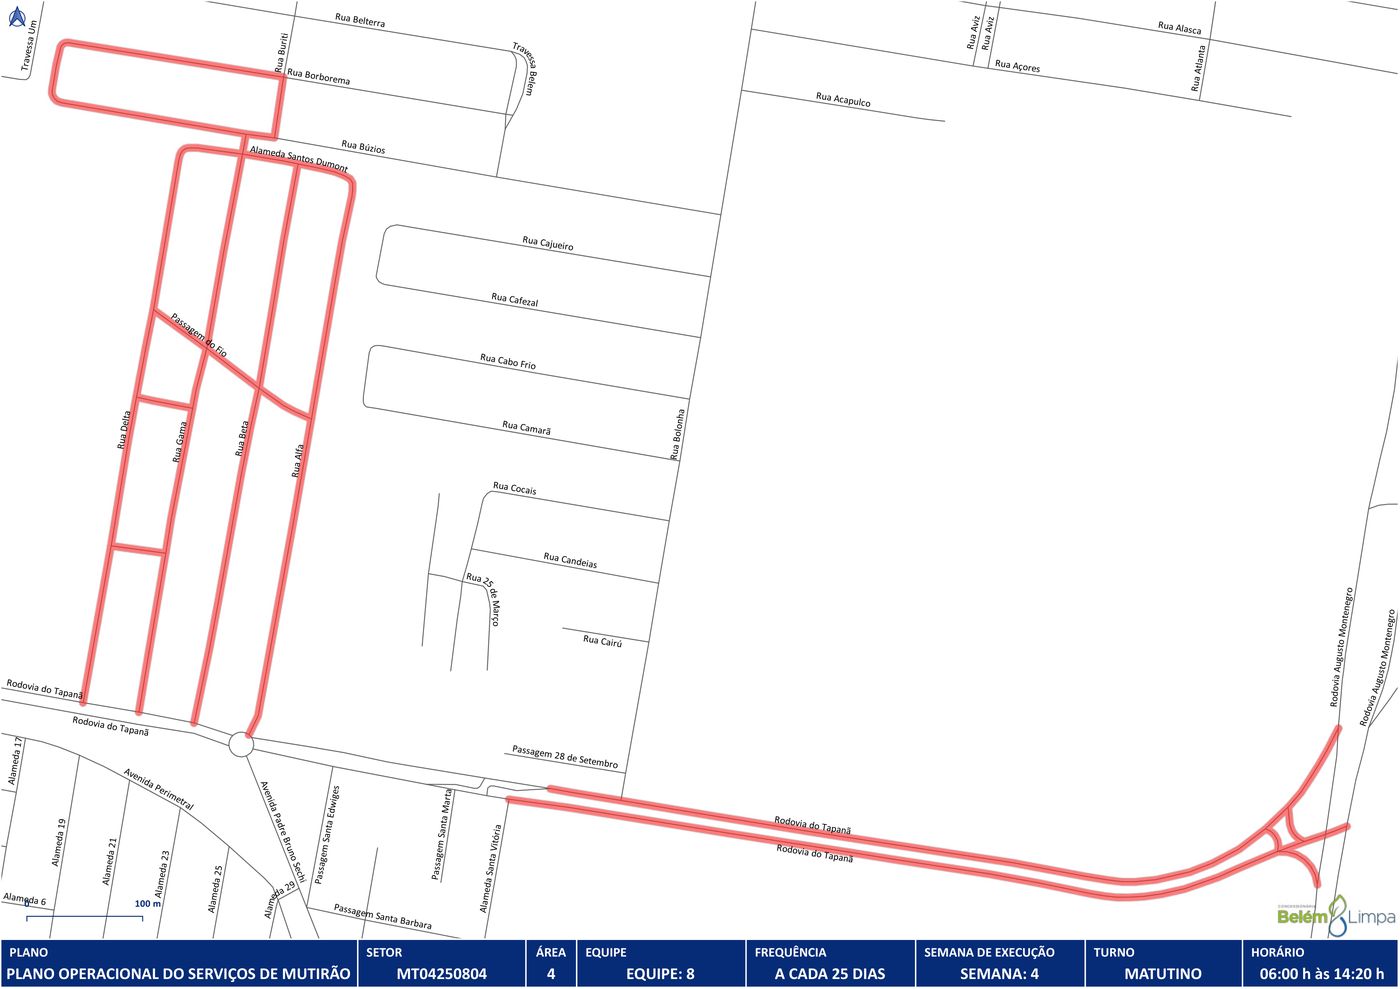 Travessa Um
Rua Belterra
Rua Buriti
Rua Borborema
Travessa Belém
Rua Búzios
Alameda Santos Dumont
Rua Aviz
Rua Aviz
Rua Alasca
Rua Açores
Rua Atlanta
Rua Acapulco
Rua Cajueiro
Rua Cafezal
Passagem do Fio
Rua Cabo Frio
Rua Camarã
Rua Bolonha
Rua Delta
Rua Gama
Rua Beta
Rua Alfa
Rua Cocais
Rua Candeias
Rua 25 de Março
Rua Cairú
Rodovia Augusto Montenegro
Rodovia Augusto Montenegro
Rodovia do Tapanã
Rodovia do Tapanã
Passagem 28 de Setembro
Alameda 17
Avenida Perimetral
Avenida Padre Bruno Sechi
Passagem Santa Edwiges
Passagem Santa Marta
Alameda Santa Vitória
Rodovia do Tapanã
Rodovia do Tapanã
Alameda 19
Alameda 21
Alameda 23
Alameda 25
Alameda 29
Alameda 6
Passagem Santa Barbara
0 100 m
CONCESSIONÁRIA
Belém Limpa
PLANO
PLANO OPERACIONAL DO SERVIÇOS DE MUTIRÃO
SETOR
MT04250804
ÁREA
4
EQUIPE
EQUIPE: 8
FREQUÊNCIA
A CADA 25 DIAS
SEMANA DE EXECUÇÃO
SEMANA: 4
TURNO
MATUTINO
HORÁRIO
06:00 h às 14:20 h